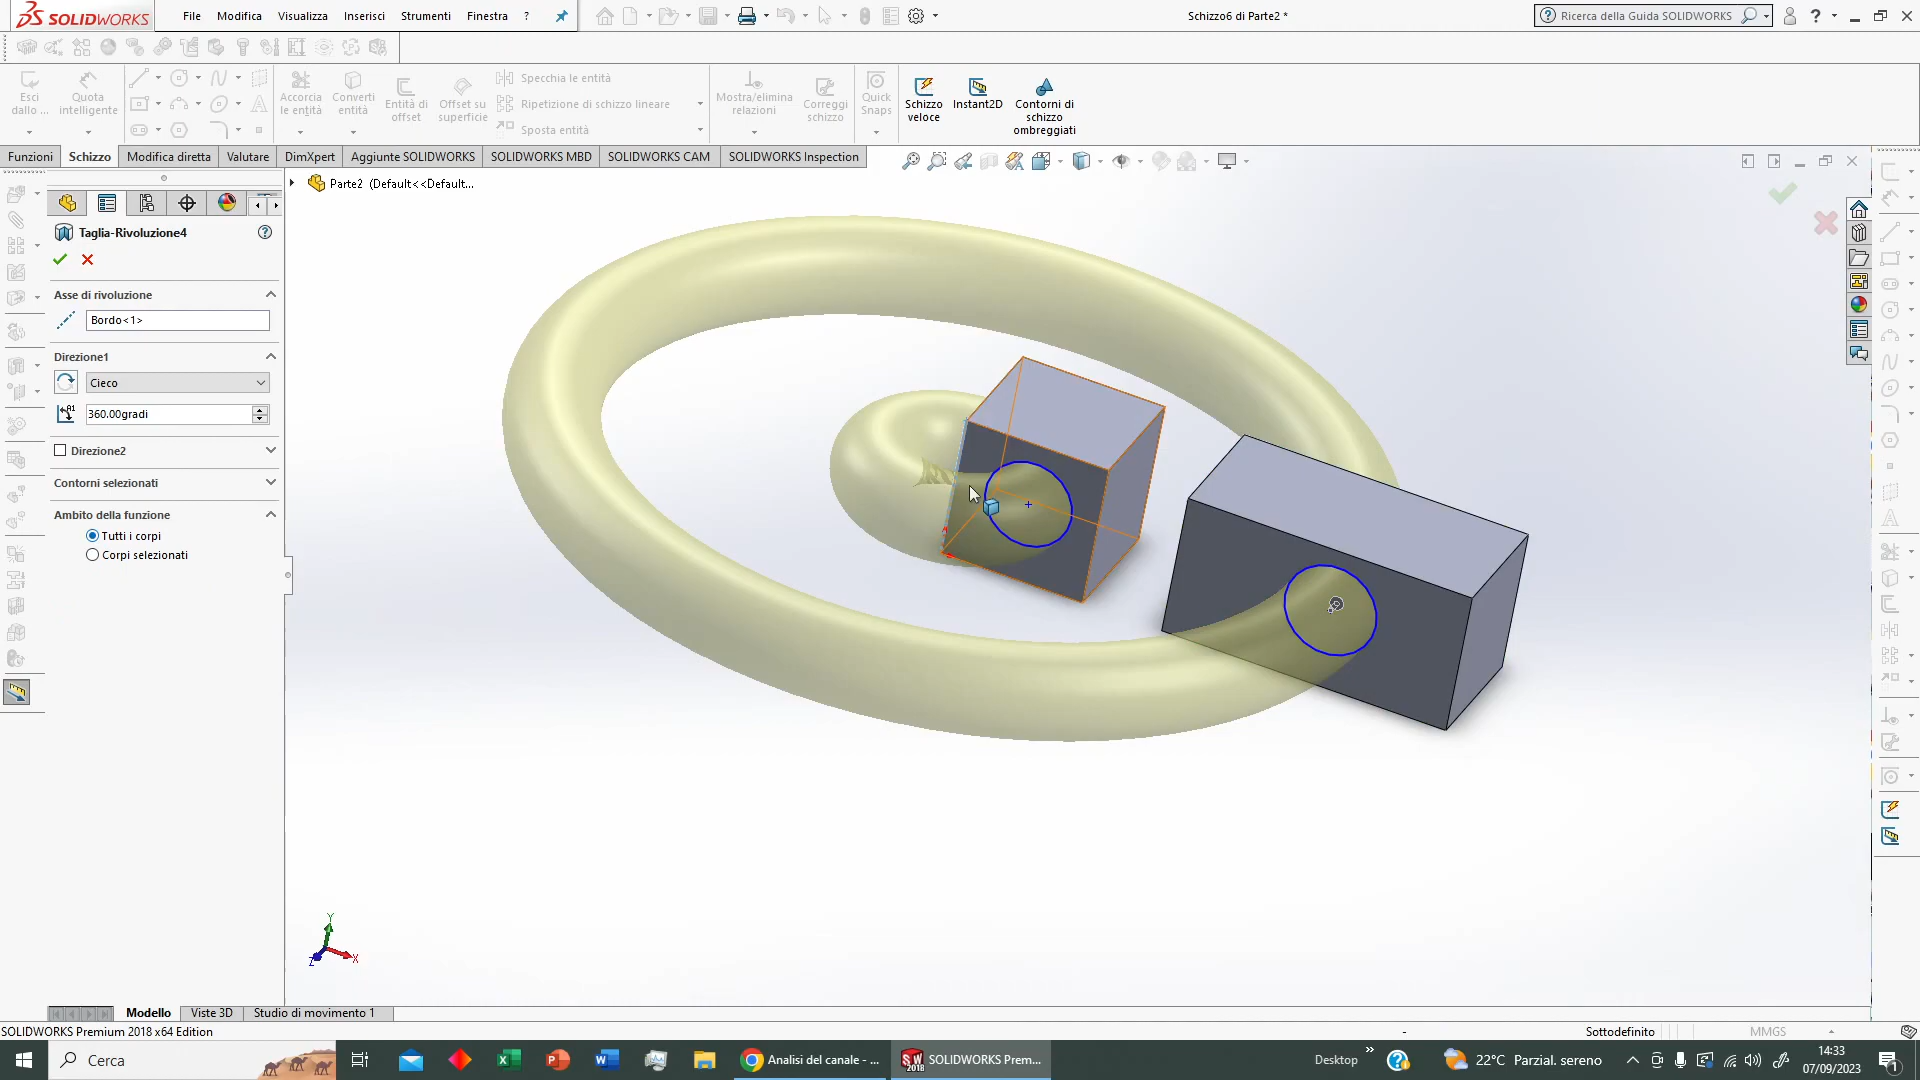 SOLIDWORKS File Modifica Visualizza Inserisci Strumenti Finestra ? Schizzo6 di Parte2 * Ricerca della Guida SOLIDWORKS ?
Esci dallo ...
Quota intelligente
Accorcia le entità
Converti entità
Entità di offset
Offset su superficie
Specchia le entità
Ripetizione di schizzo lineare
Sposta entità
Mostra/elimina relazioni
Correggi schizzo
Quick Snaps
Schizzo veloce
Instant2D
Contorni di schizzo ombreggiati
Funzioni Schizzo Modifica diretta Valutare DimXpert Aggiunte SOLIDWORKS SOLIDWORKS MBD SOLIDWORKS CAM SOLIDWORKS Inspection
Parte2 (Default<<Default...
Taglia-Rivoluzione4
Asse di rivoluzione
Bordo<1>
Direzione1
Cieco
360.00gradi
Direzione2
Contorni selezionati
Ambito della funzione
Tutti i corpi
Corpi selezionati
Y
X
Z
Modello Viste 3D Studio di movimento 1
SOLIDWORKS Premium 2018 x64 Edition - Sottodefinito MMGS
Cerca Analisi del canale - ... SOLIDWORKS Prem... Desktop 22°C Parzial. sereno 14:33
07/09/2023